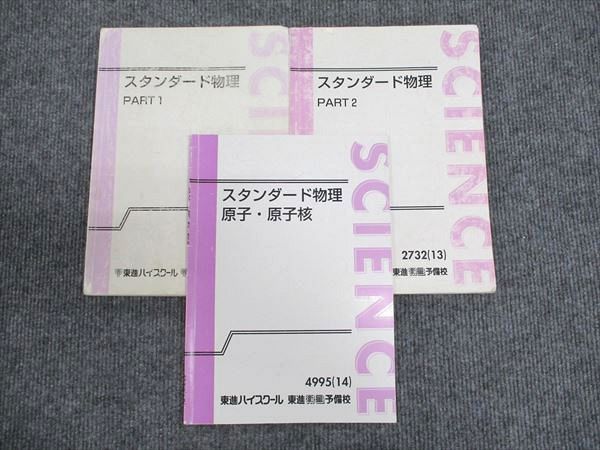 スタンダード物理
PART 1
SCIENCE
東進ハイスクール
スタンダード物理
PART 2
SCIENCE
2732(13)
東進衛星予備校
スタンダード物理
原子・原子核
SCIENCE
4995(14)
東進ハイスクール 東進衛星予備校